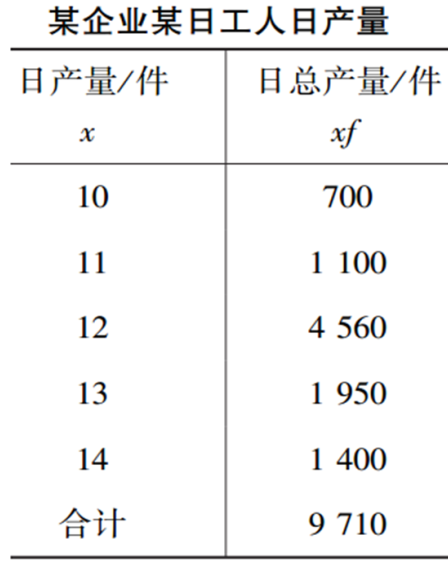 某企业某日工人日产量
日产量/件 日总产量/件
x xf
10 700
11 1 100
12 4 560
13 1 950
14 1 400
合计 9 710